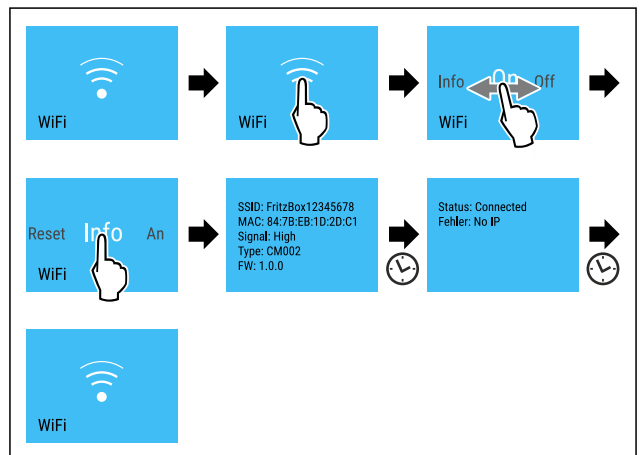 WiFi
WiFi
Info On Off
WiFi
Reset Info An
WiFi
SSID: FritzBox12345678
MAC: 84:7B:EB:1D:2D:C1
Signal: High
Type: CM002
FW: 1.0.0
Status: Connected
Fehler: No IP
WiFi